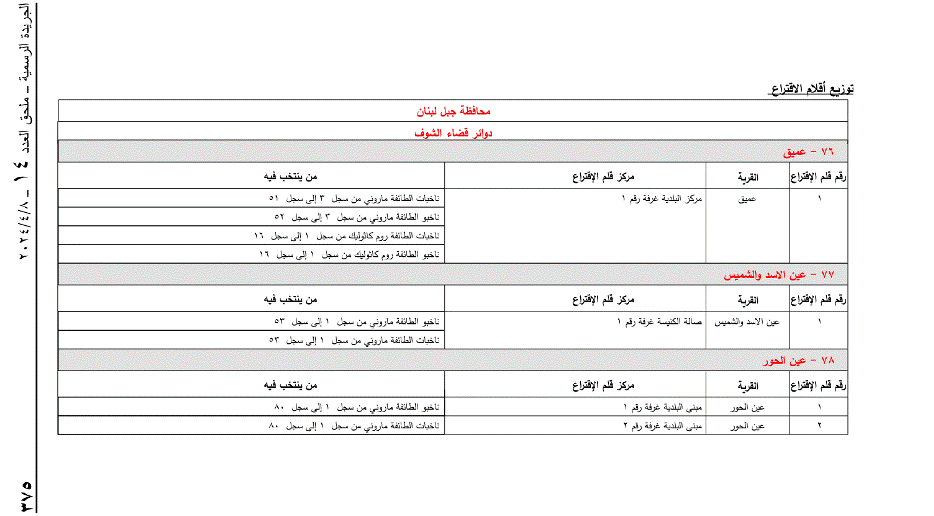 الجريدة الرسمية – ملحق العدد ١٤ – ٢٠٢٤/٤/٨
توزيع أقلام الاقتراع
محافظة جبل لبنان
دوائر قضاء الشوف
٧٦ - عميق
رقم قلم الإقتراع القرية مركز قلم الإقتراع من ينتخب فيه
١ عميق مركز البلدية غرفة رقم ١ ناخبات الطائفة ماروني من سجل ٣ إلى سجل ٥١
ناخبو الطائفة ماروني من سجل ٣ إلى سجل ٥٢
ناخبات الطائفة روم كاثوليك من سجل ١ إلى سجل ١٦
ناخبو الطائفة روم كاثوليك من سجل ١ إلى سجل ١٦
٧٧ - عين الاسد والشميس
رقم قلم الإقتراع القرية مركز قلم الإقتراع من ينتخب فيه
١ عين الاسد والشميس صالة الكنيسة غرفة رقم ١ ناخبو الطائفة ماروني من سجل ١ إلى سجل ٥٣
ناخبات الطائفة ماروني من سجل ١ إلى سجل ٥٣
٧٨ - عين الحور
رقم قلم الإقتراع القرية مركز قلم الإقتراع من ينتخب فيه
١ عين الحور مبنى البلدية غرفة رقم ١ ناخبو الطائفة ماروني من سجل ١ إلى سجل ٨٠
٢ عين الحور مبنى البلدية غرفة رقم ٢ ناخبات الطائفة ماروني من سجل ١ إلى سجل ٨٠
٣٧٥